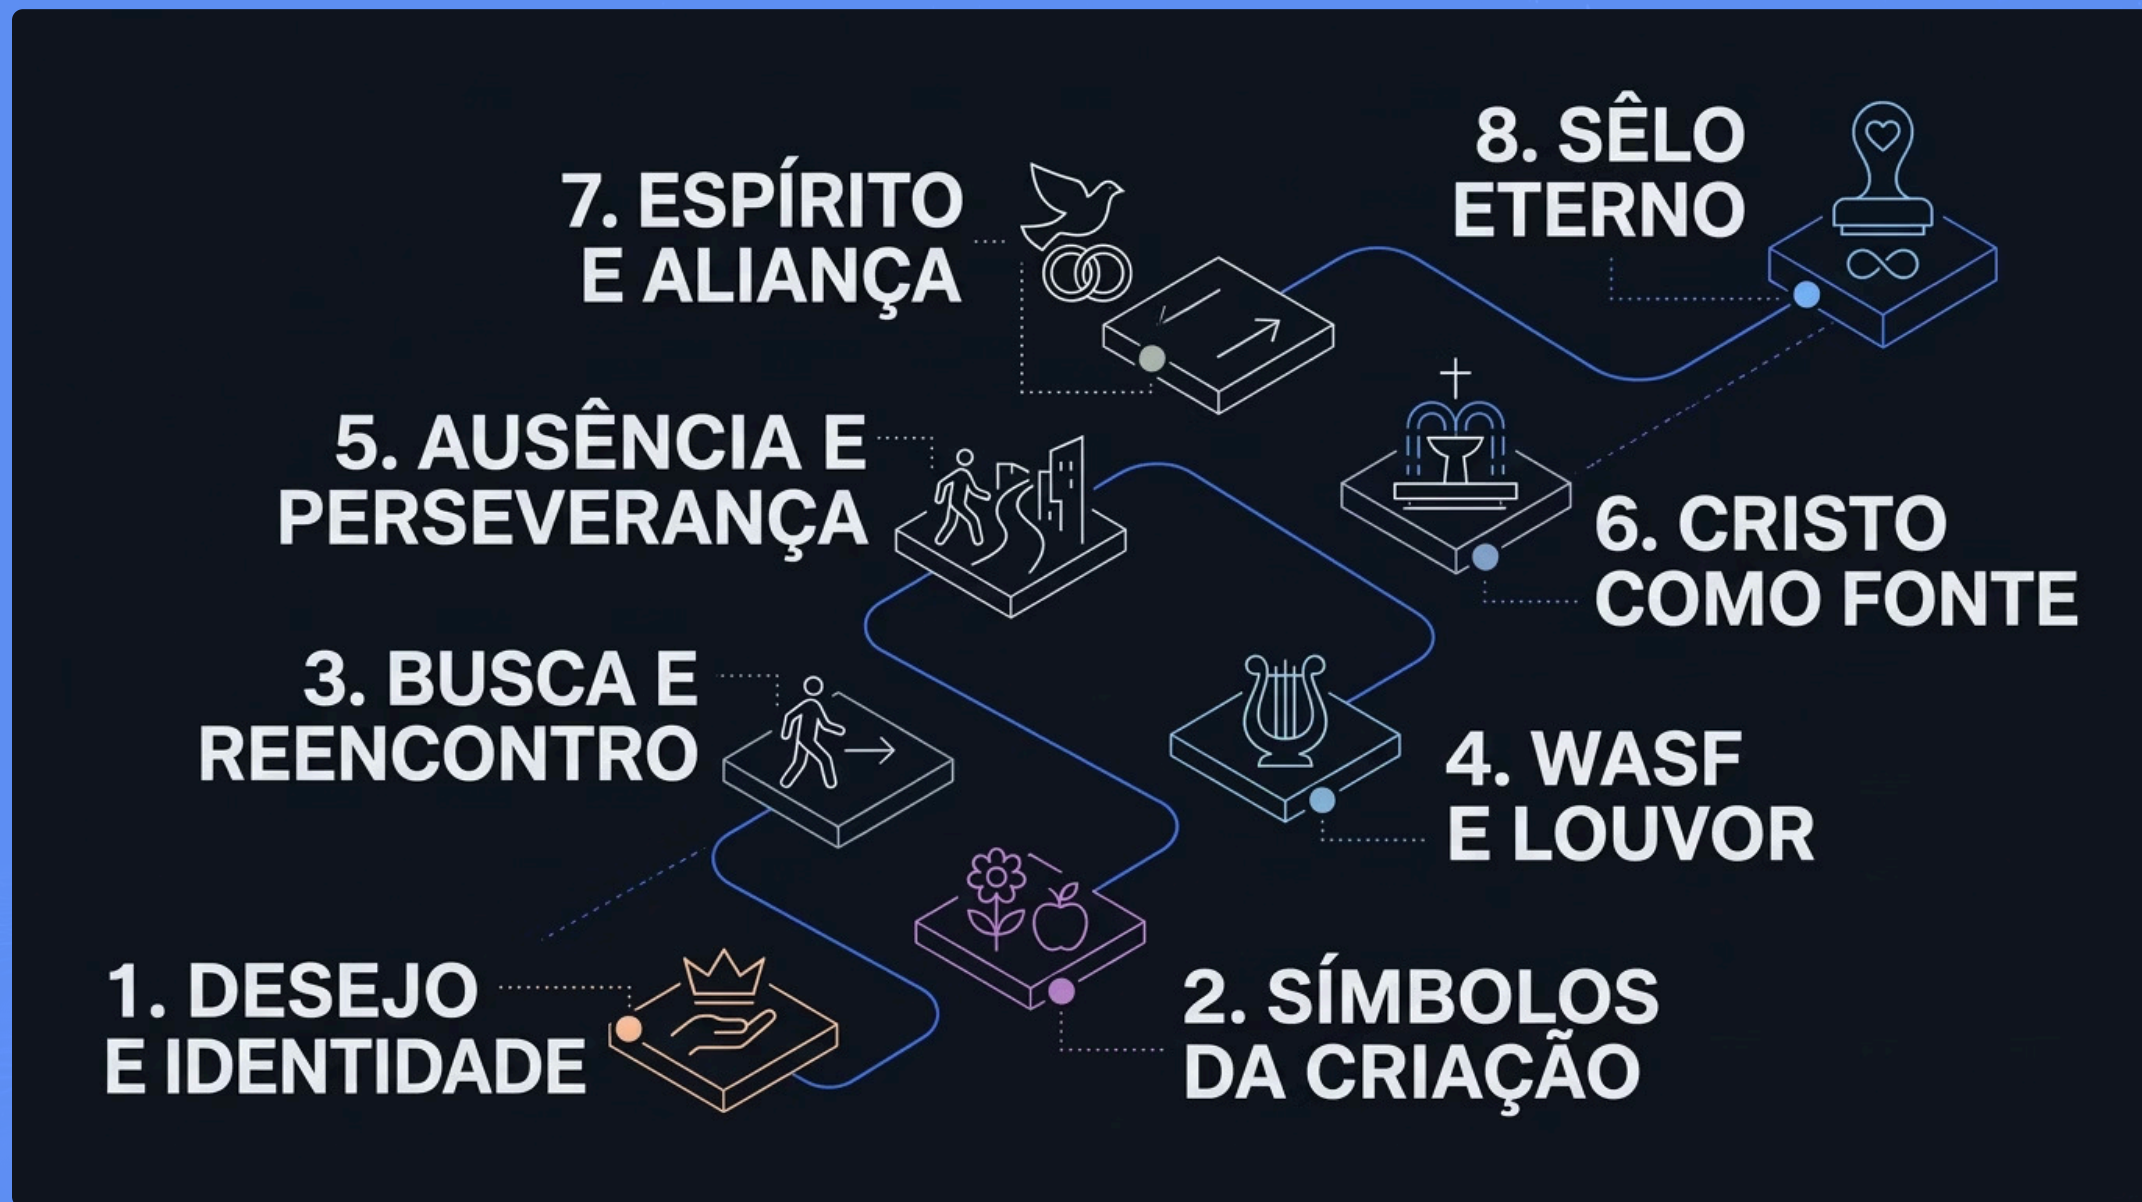 1. DESEJO
E IDENTIDADE
2. SÍMBOLOS
DA CRIAÇÃO
3. BUSCA E
REENCONTRO
4. WASF
E LOUVOR
5. AUSÊNCIA E
PERSEVERANÇA
6. CRISTO
COMO FONTE
7. ESPÍRITO
E ALIANÇA
8. SÊLO
ETERNO